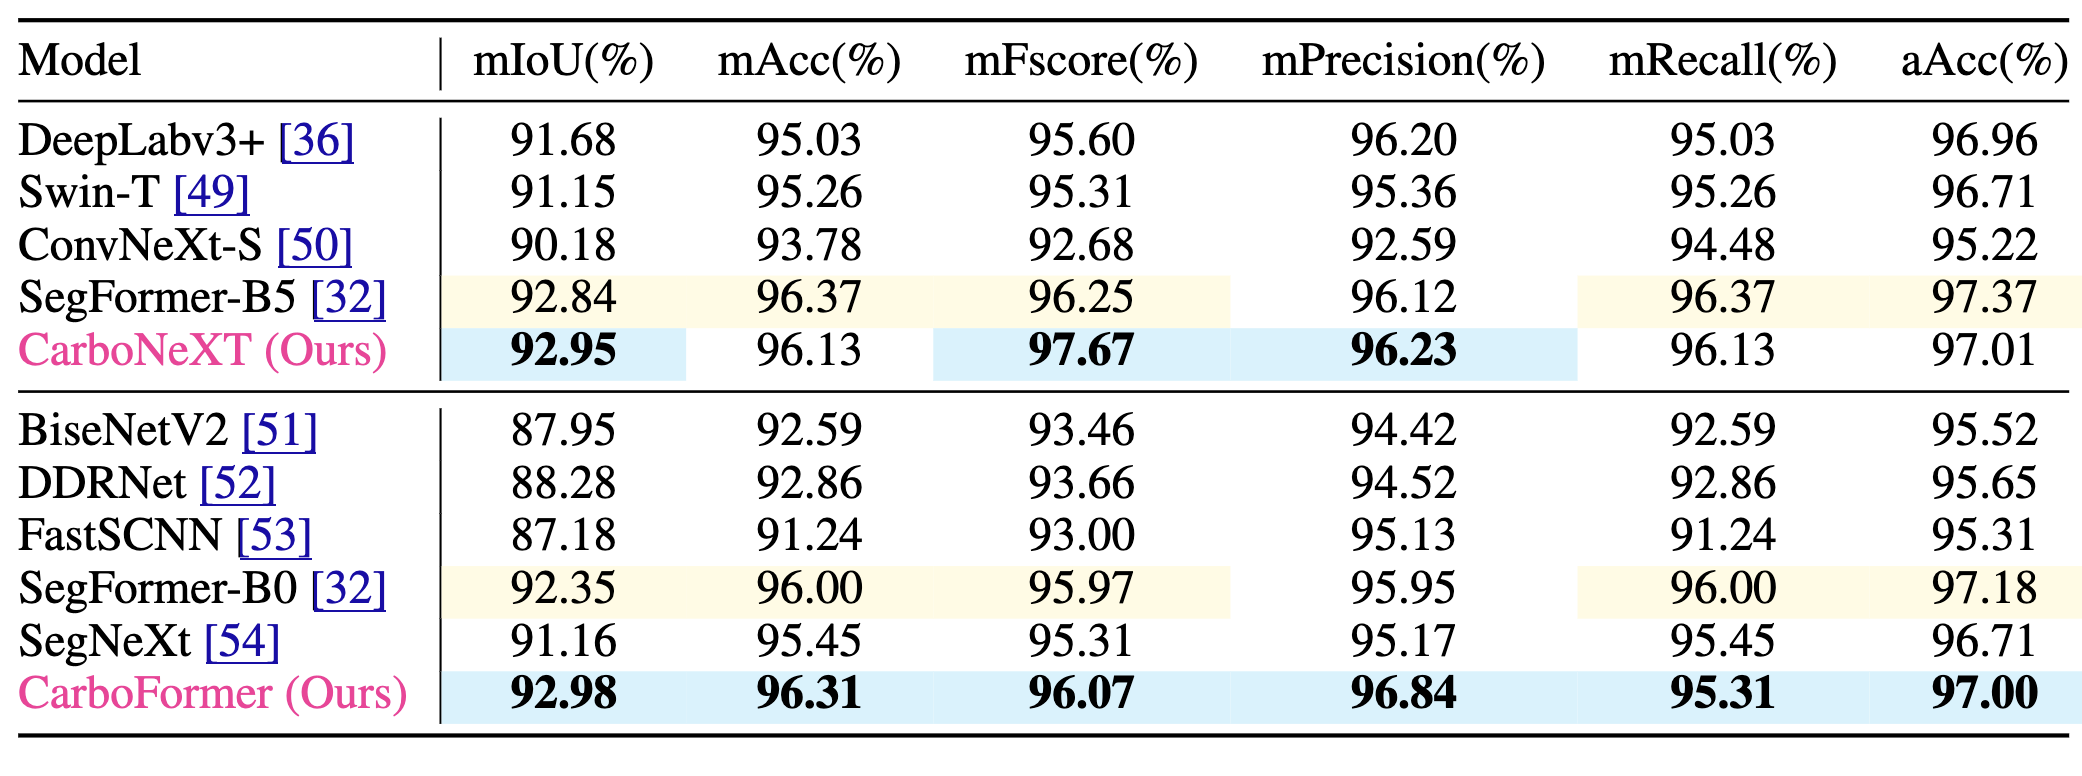 Model mIoU(%) mAcc(%) mFscore(%) mPrecision(%) mRecall(%) aAcc(%)
DeepLabv3+ [36] 91.68 95.03 95.60 96.20 95.03 96.96
Swin-T [49] 91.15 95.26 95.31 95.36 95.26 96.71
ConvNeXt-S [50] 90.18 93.78 92.68 92.59 94.48 95.22
SegFormer-B5 [32] 92.84 96.37 96.25 96.12 96.37 97.37
CarboNeXT (Ours) 92.95 96.13 97.67 96.23 96.13 97.01
BiseNetV2 [51] 87.95 92.59 93.46 94.42 92.59 95.52
DDRNet [52] 88.28 92.86 93.66 94.52 92.86 95.65
FastSCNN [53] 87.18 91.24 93.00 95.13 91.24 95.31
SegFormer-B0 [32] 92.35 96.00 95.97 95.95 96.00 97.18
SegNeXt [54] 91.16 95.45 95.31 95.17 95.45 96.71
CarboFormer (Ours) 92.98 96.31 96.07 96.84 95.31 97.00